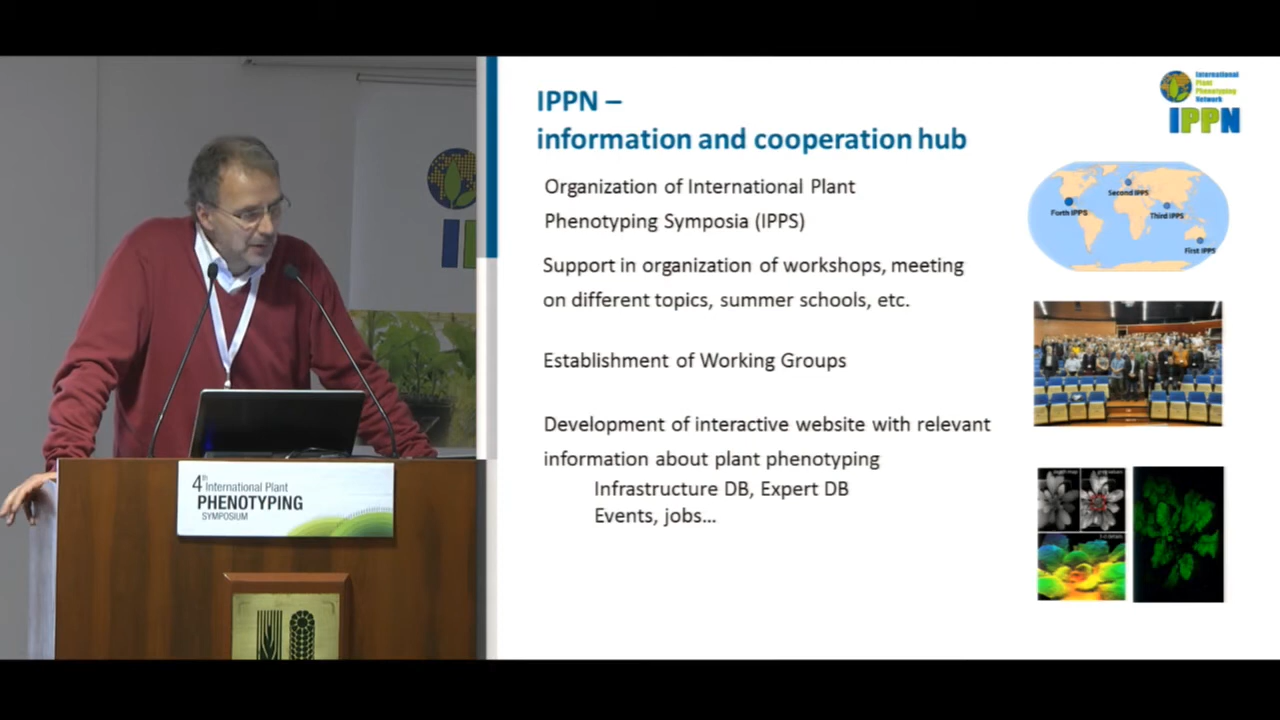 IPPN –
information and cooperation hub
Organization of International Plant
Phenotyping Symposia (IPPS)
Support in organization of workshops, meeting
on different topics, summer schools, etc.
Establishment of Working Groups
Development of interactive website with relevant
information about plant phenotyping
Infrastructure DB, Expert DB
Events, jobs...
International
Plant
Phenotyping
Network
IPPN
Second IPPS
Forth IPPS
Third IPPS
First IPPS
4th International Plant
PHENOTYPING
SYMPOSIUM